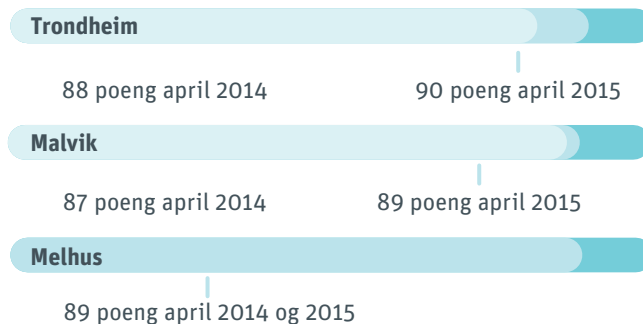 Trondheim
88 poeng april 2014 90 poeng april 2015
Malvik
87 poeng april 2014 89 poeng april 2015
Melhus
89 poeng april 2014 og 2015